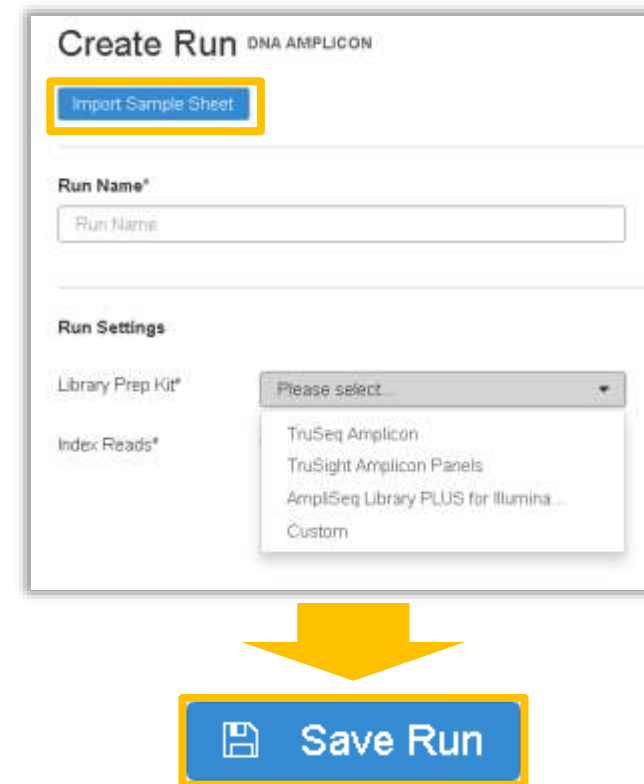 Create Run DNA AMPLICON
Import Sample Sheet
Run Name*
Run Name
Run Settings
Library Prep Kit*
Please select...
Index Reads*
TruSeq Amplicon
TruSight Amplicon Panels
AmpliSeq Library PLUS for Illumina...
Custom
Save Run